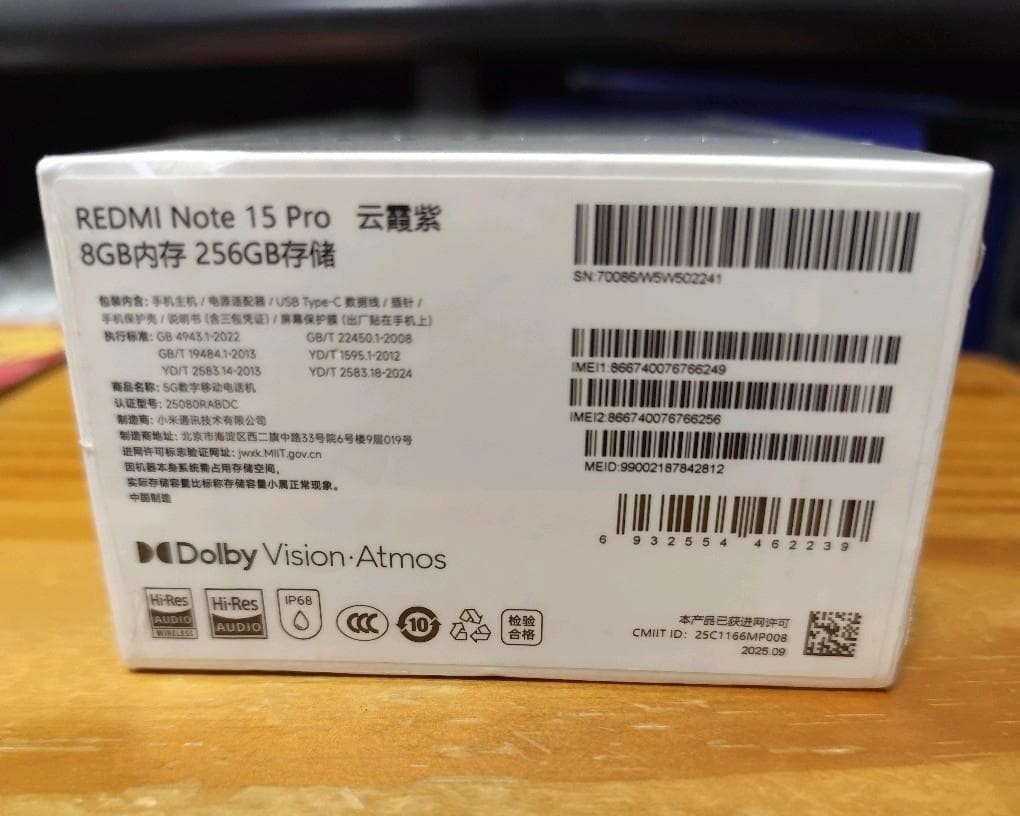 REDMI Note 15 Pro 云霞紫
8GB内存 256GB存储
包装内含: 手机主机 / 电源适配器 / USB Type-C 数据线 / 插针 /
手机保护壳 / 说明书 (含三包凭证) / 屏幕保护膜 (出厂贴在手机上)
执行标准: GB 4943.1-2022 GB/T 22450.1-2008
GB/T 19484.1-2013 YD/T 1595.1-2012
YD/T 2583.14-2013 YD/T 2583.18-2024
商品名称: 5G数字移动电话机
认证型号: 25080RABDC
制造商: 小米通讯技术有限公司
制造商地址: 北京市海淀区西二旗中路33号院6号楼9层019号
进网许可标志验证网址: jwxk.MIIT.gov.cn
因机器本身系统需占用存储空间,
实际存储容量比标称存储容量小属正常现象。
中国制造
Dolby Vision·Atmos
Hi-Res
AUDIO
WIRELESS
Hi-Res
AUDIO
IP68
CCC
10
检验
合格
SN:70086/W5W502241
IMEI1:866740076766249
IMEI2:866740076766256
MEID:99002187842812
6 932554 462239
本产品已获进网许可
CMIIT ID: 25C1166MP008
2025.09